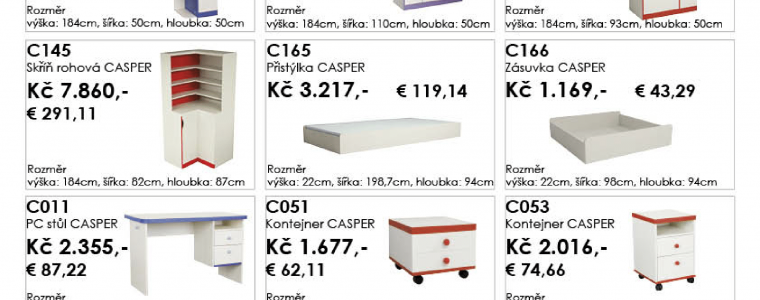 Rozměr
výška: 184cm, šířka: 50cm, hloubka: 50cm
Rozměr
výška: 184cm, šířka: 110cm, hloubka: 50cm
Rozměr
výška: 184cm, šířka: 93cm, hloubka: 50cm
C145
Skříň rohová CASPER
Kč 7.860,-
€ 291,11
Rozměr
výška: 184cm, šířka: 82cm, hloubka: 87cm
C165
Přistýlka CASPER
Kč 3.217,- € 119,14
Rozměr
výška: 22cm, šířka: 198,7cm, hloubka: 94cm
C166
Zásuvka CASPER
Kč 1.169,- € 43,29
Rozměr
výška: 22cm, šířka: 98cm, hloubka: 94cm
C011
PC stůl CASPER
Kč 2.355,-
€ 87,22
Rozměr
C051
Kontejner CASPER
Kč 1.677,-
€ 62,11
Rozměr
C053
Kontejner CASPER
Kč 2.016,-
€ 74,66
Rozměr